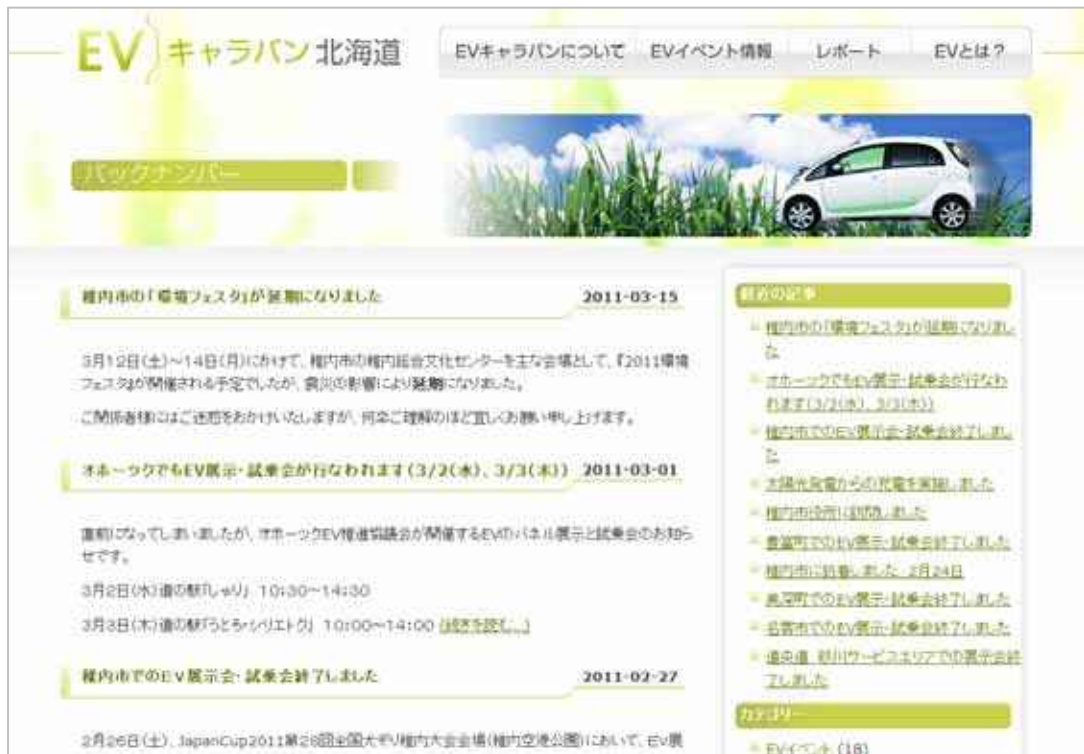 EV キャラバン 北海道
EVキャラバンについて EVイベント情報 レポート EVとは？
バックナンバー
稚内市の「環境フェスタ」が延期になりました 2011-03-15
3月12日(土)～14日(月)にかけて、稚内市の稚内総合文化センターを主な会場として、『2011環境
フェスタ』が開催される予定でしたが、震災の影響により延期になりました。
ご関係者様にはご迷惑をおかけいたしますが、何卒ご理解のほど宜しくお願い申し上げます。
オホーツクでもEV展示・試乗会が行なわれます(3/2(水)、3/3(木)) 2011-03-01
直前になってしまいましたが、オホーツクEV推進協議会が開催するEVのパネル展示と試乗会のお知ら
せです。
3月2日(水)道の駅「しゃり」 10:30～14:30
3月3日(木)道の駅「うとろ・シリエトク」 10:00～14:00 (続きを読む...)
稚内市でのEV展示会・試乗会終了しました 2011-02-27
2月26日(土)、JapanCup2011第28回全国犬ぞり稚内大会会場(稚内空港公園)において、EV展
最近の記事
稚内市の「環境フェスタ」が延期になりまし
た
オホーツクでもEV展示・試乗会が行なわ
れます(3/2(水)、3/3(木))
稚内市でのEV展示会・試乗会終了しまし
た
太陽光発電からの充電を実施しました
稚内市役所に訪問しました
豊富町でのEV展示・試乗会終了しました
稚内市に到着しました 2月24日
美深町でのEV展示・試乗会終了しました
名寄市でのEV展示・試乗会終了しました
道央道 砂川サービスエリアでの展示会終
了しました
カテゴリー
EVイベント (18)